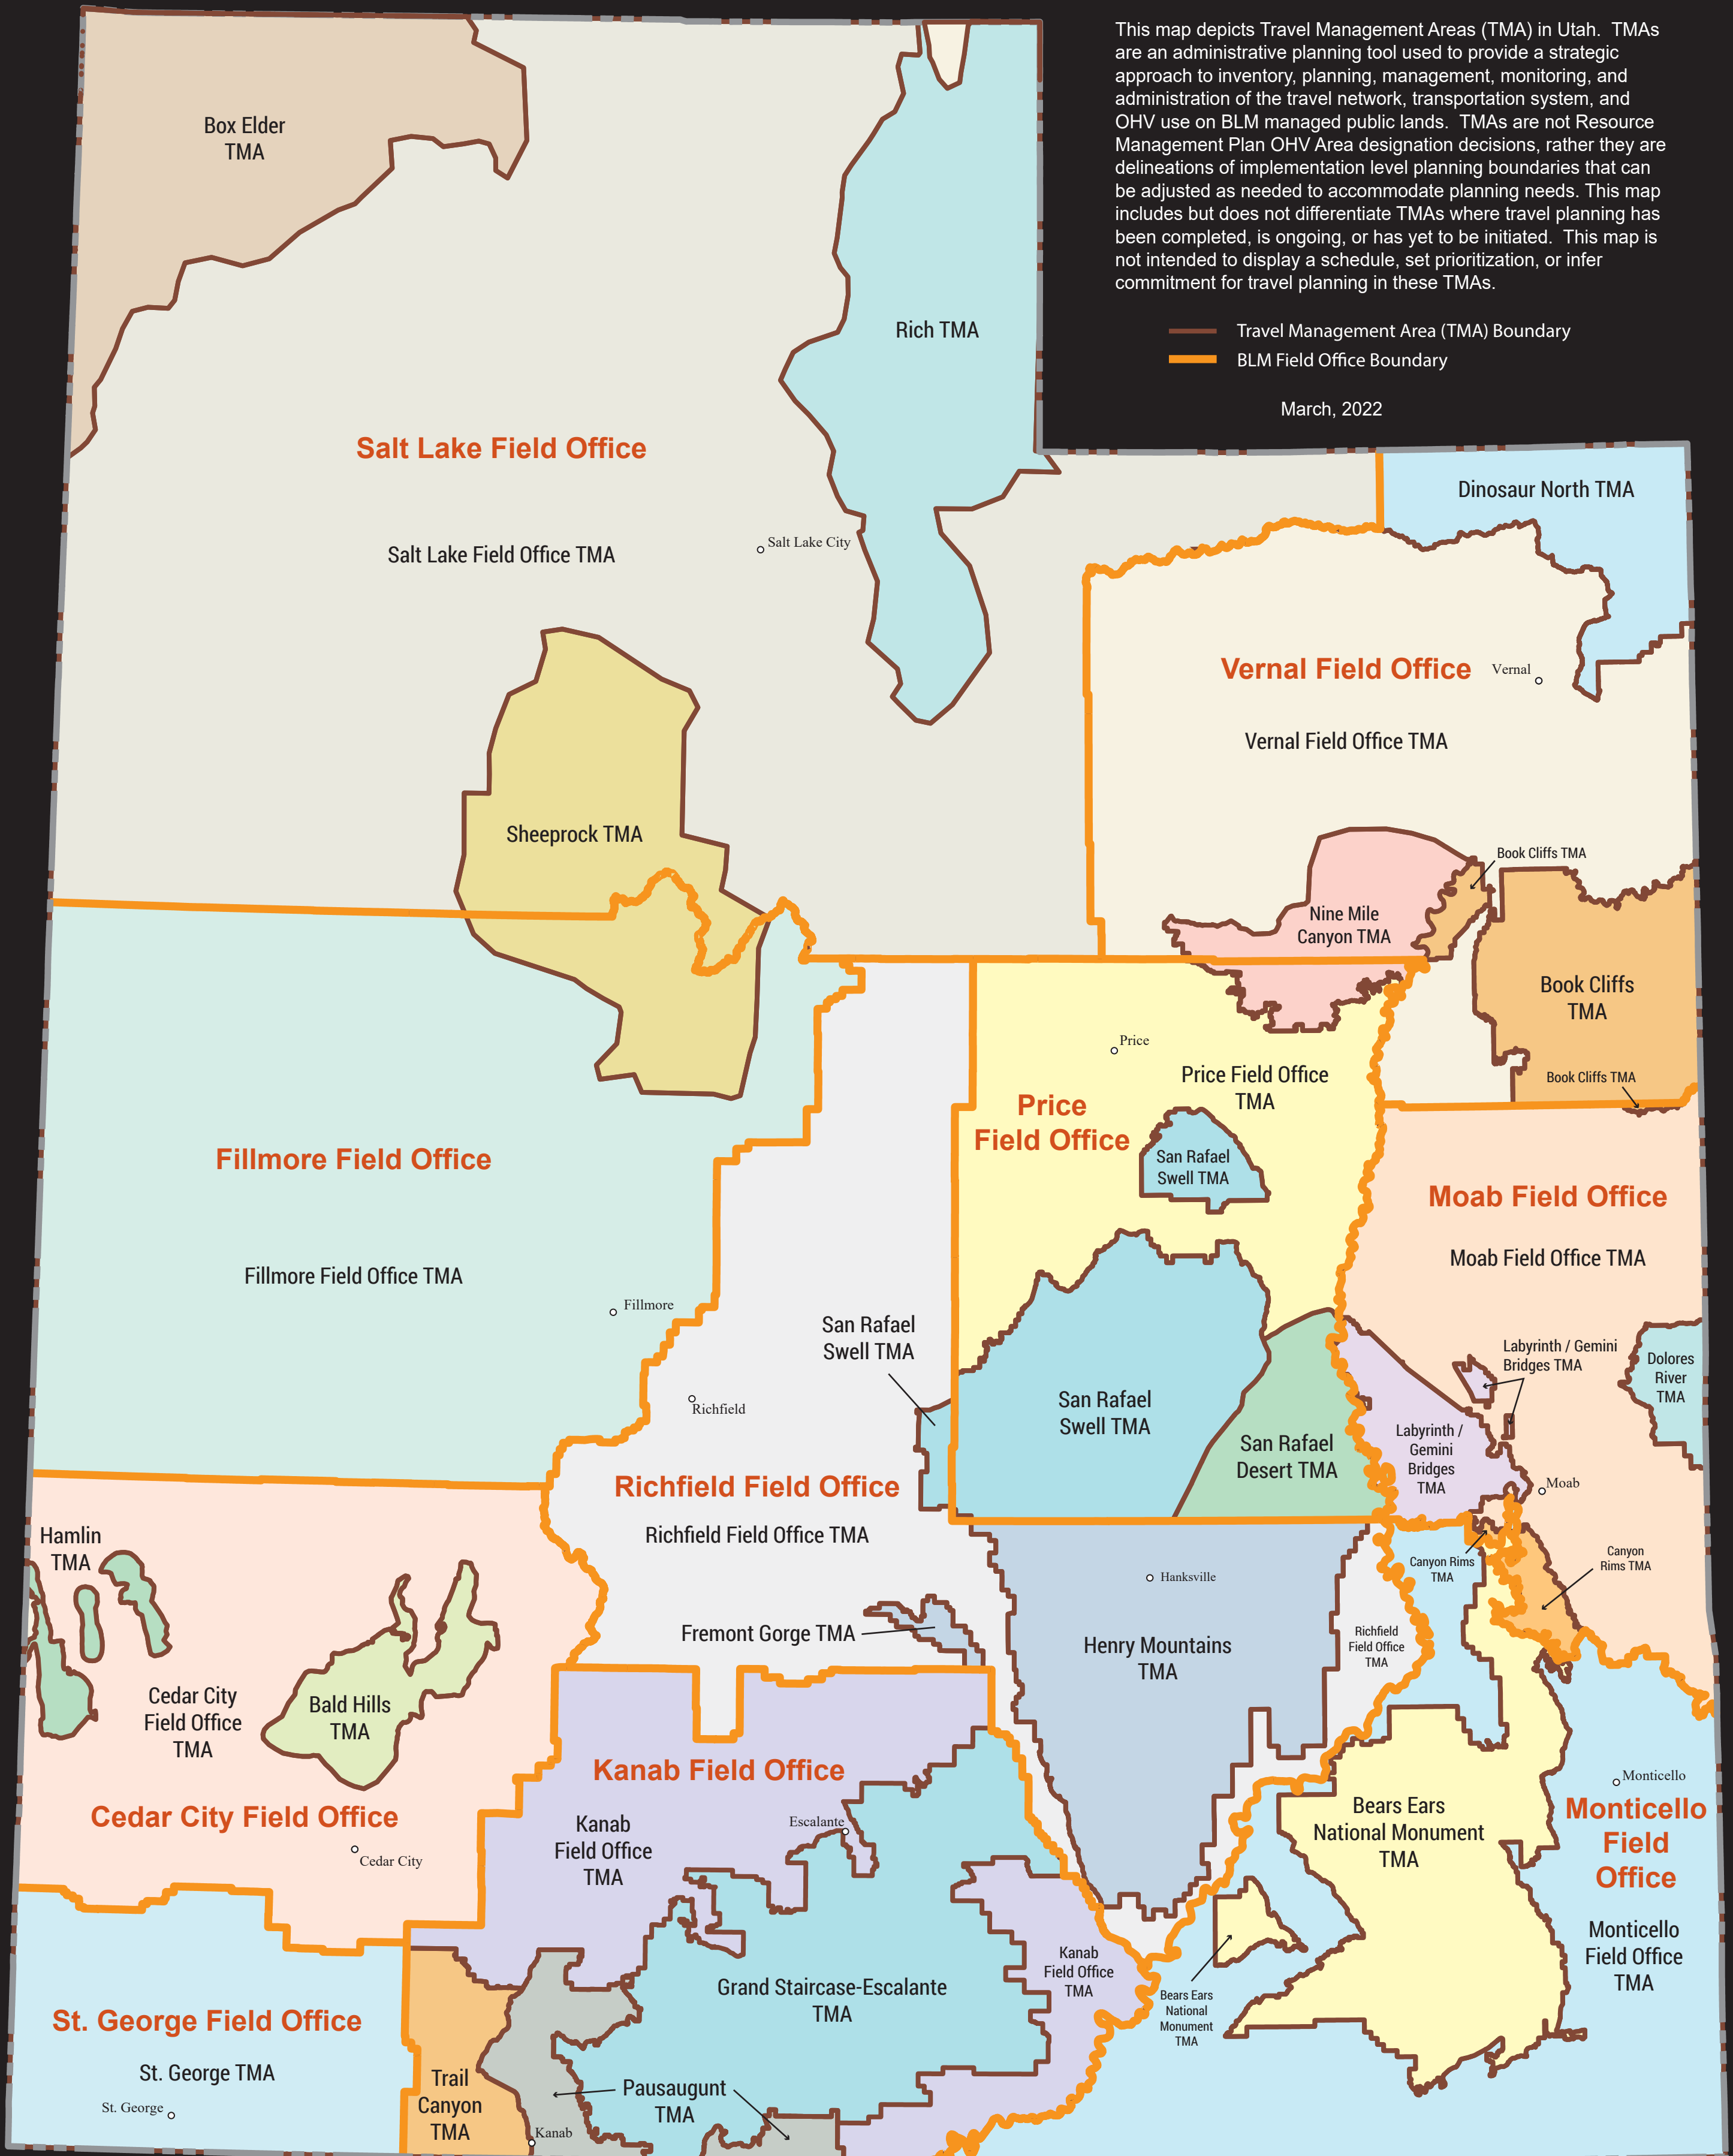 This map depicts Travel Management Areas (TMA) in Utah.  TMAs
are an administrative planning tool used to provide a strategic
approach to inventory, planning, management, monitoring, and
administration of the travel network, transportation system, and
OHV use on BLM managed public lands.  TMAs are not Resource
Management Plan OHV Area designation decisions, rather they are
delineations of implementation level planning boundaries that can
be adjusted as needed to accommodate planning needs. This map
includes but does not differentiate TMAs where travel planning has
been completed, is ongoing, or has yet to be initiated.  This map is
not intended to display a schedule, set prioritization, or infer
commitment for travel planning in these TMAs.
Travel Management Area (TMA) Boundary
BLM Field Office Boundary
March, 2022
Box Elder
TMA
Rich TMA
Salt Lake Field Office
Salt Lake Field Office TMA
Salt Lake City
Dinosaur North TMA
Vernal Field Office
Vernal
Vernal Field Office TMA
Sheeprock TMA
Book Cliffs TMA
Nine Mile
Canyon TMA
Book Cliffs
TMA
Book Cliffs TMA
Price
Price Field Office
TMA
Price
Field Office
San Rafael
Swell TMA
Fillmore Field Office
Fillmore Field Office TMA
Fillmore
Moab Field Office
Moab Field Office TMA
San Rafael
Swell TMA
Labyrinth / Gemini
Bridges TMA
Dolores
River
TMA
Richfield
San Rafael
Swell TMA
San Rafael
Desert TMA
Labyrinth /
Gemini
Bridges
TMA
Moab
Richfield Field Office
Richfield Field Office TMA
Hamlin
TMA
Hanksville
Canyon Rims
TMA
Canyon
Rims TMA
Fremont Gorge TMA
Henry Mountains
TMA
Richfield
Field Office
TMA
Cedar City
Field Office
TMA
Bald Hills
TMA
Kanab Field Office
Monticello
Cedar City Field Office
Cedar City
Kanab
Field Office
TMA
Escalante
Bears Ears
National Monument
TMA
Monticello
Field
Office
Monticello
Field Office
TMA
Kanab
Field Office
TMA
Grand Staircase-Escalante
TMA
Bears Ears
National
Monument
TMA
St. George Field Office
St. George TMA
St. George
Trail
Canyon
TMA
Pausaugunt
TMA
Kanab